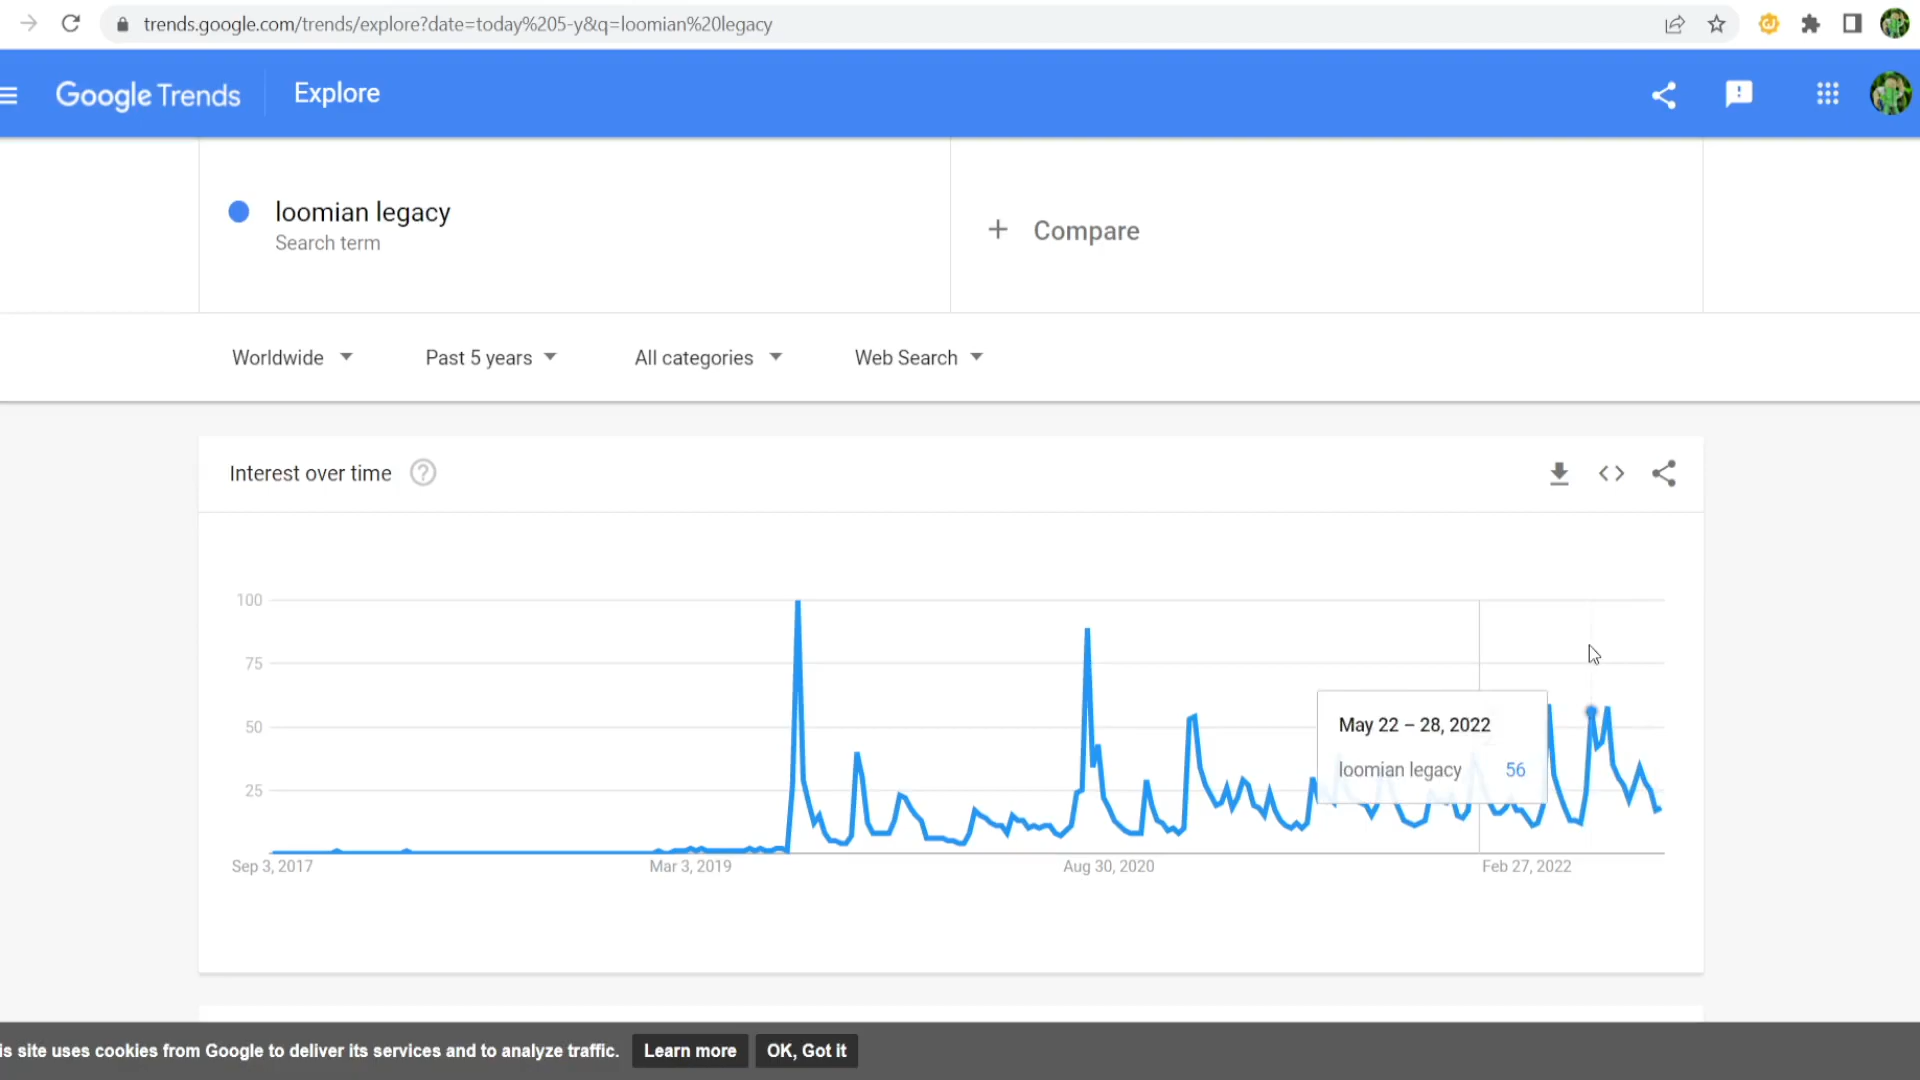 trends.google.com/trends/explore?date=today%205-y&q=loomian%20legacy
Google Trends
Explore
loomian legacy
Search term
+ Compare
Worldwide
Past 5 years
All categories
Web Search
Interest over time
100
75
50
25
May 22 – 28, 2022
loomian legacy 56
Sep 3, 2017
Mar 3, 2019
Aug 30, 2020
Feb 27, 2022
is site uses cookies from Google to deliver its services and to analyze traffic.
Learn more
OK, Got it